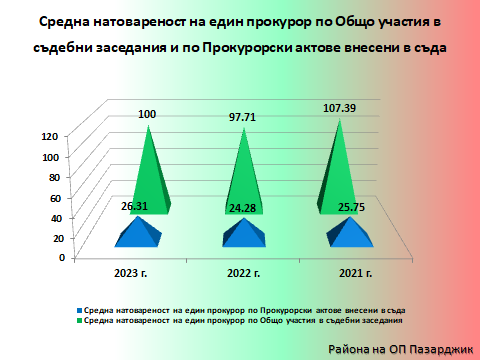 Средна натовареност на един прокурор по Общо участия в
съдебни заседания и по Прокурорски актове внесени в съда
120
100
80
60
40
20
0
100
97.71
107.39
26.31
24.28
25.75
2023 г.
2022 г.
2021 г.
Средна натовареност на един прокурор по Прокурорски актове внесени в съда
Средна натовареност на един прокурор по Общо участия в съдебни заседания
Района на ОП Пазарджик